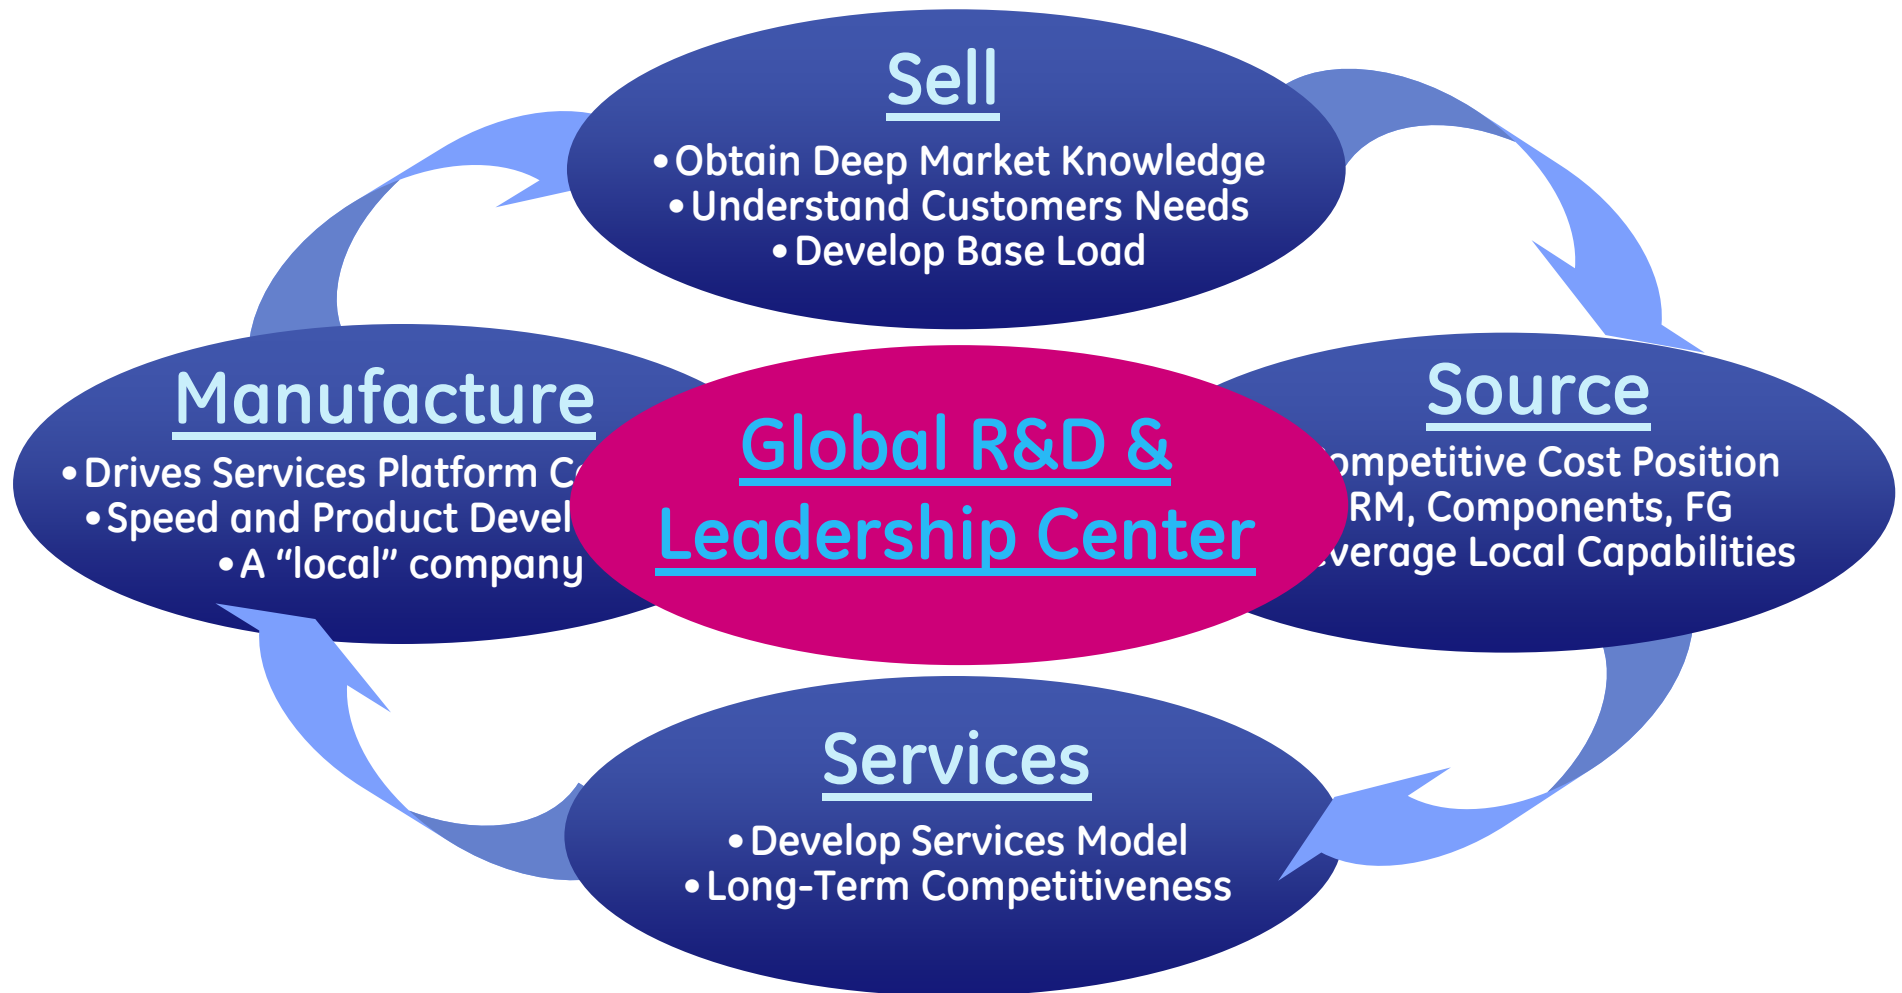 Sell
•Obtain Deep Market Knowledge
•Understand Customers Needs
•Develop Base Load
Manufacture
•Drives Services Platform
•Speed and Product
•A “local” company
Global R&D &
Leadership Center
Source
Cost Position
RM, Components, FG
Local Capabilities
Services
•Develop Services Model
•Long-Term Competitiveness